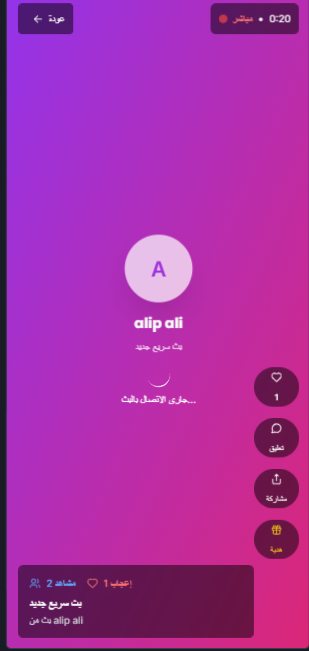 عودة
مباشر • 0:20
A
alip ali
بث سريع جديد
جاري الاتصال بالبث...
1
تعليق
مشاركة
هدية
2 مشاهد 1 إعجاب
بث سريع جديد
بث من alip ali